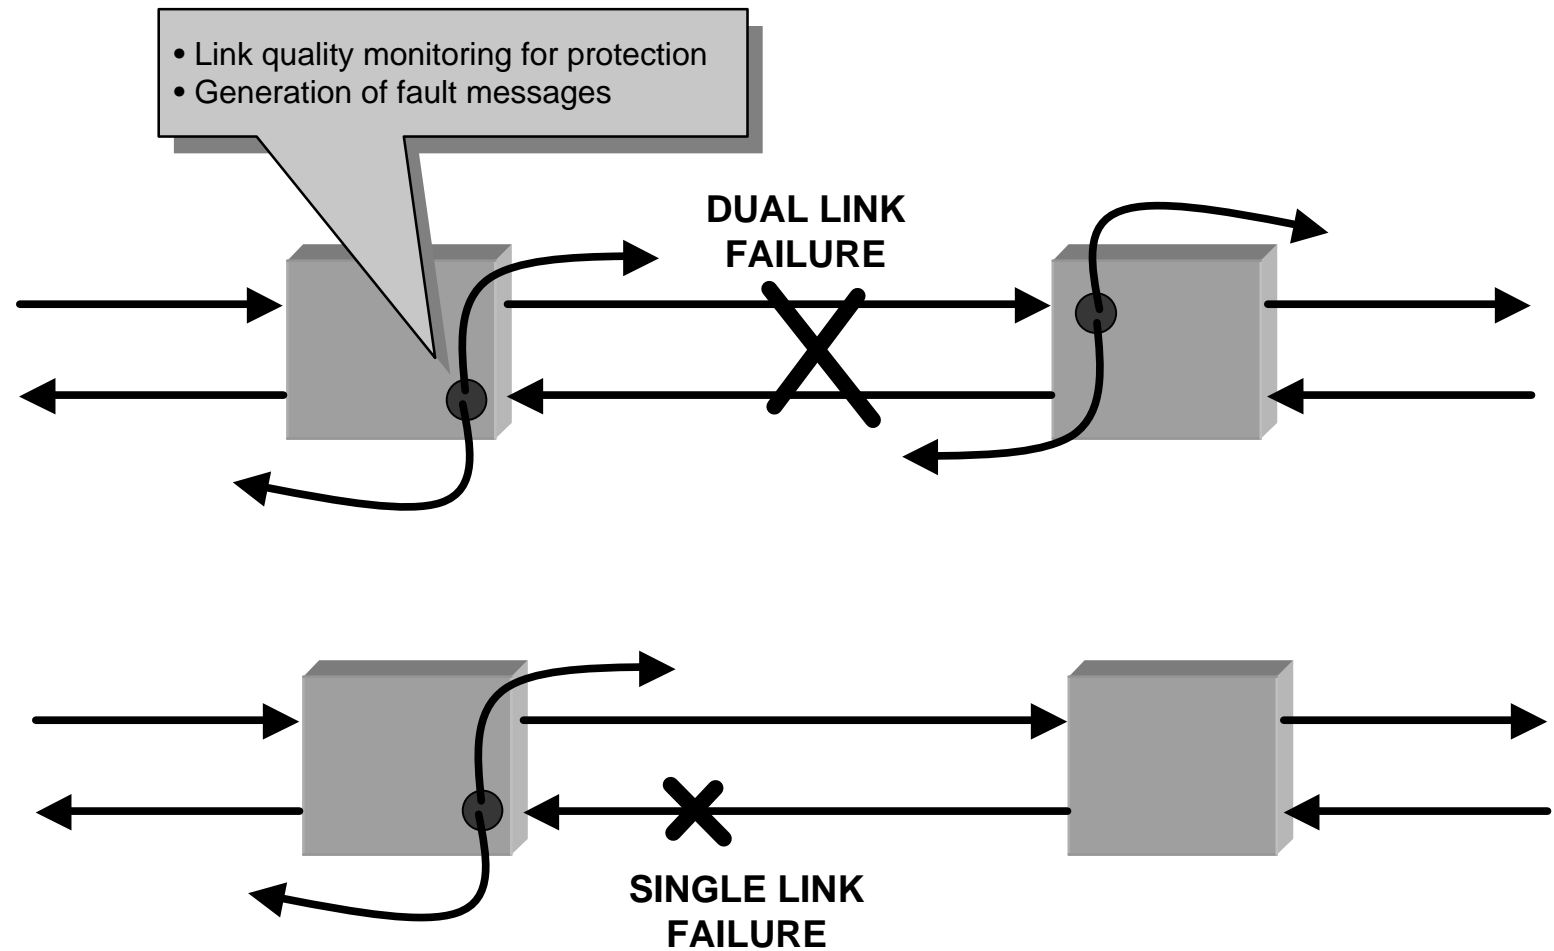 • Link quality monitoring for protection
• Generation of fault messages
DUAL LINK
FAILURE
SINGLE LINK
FAILURE